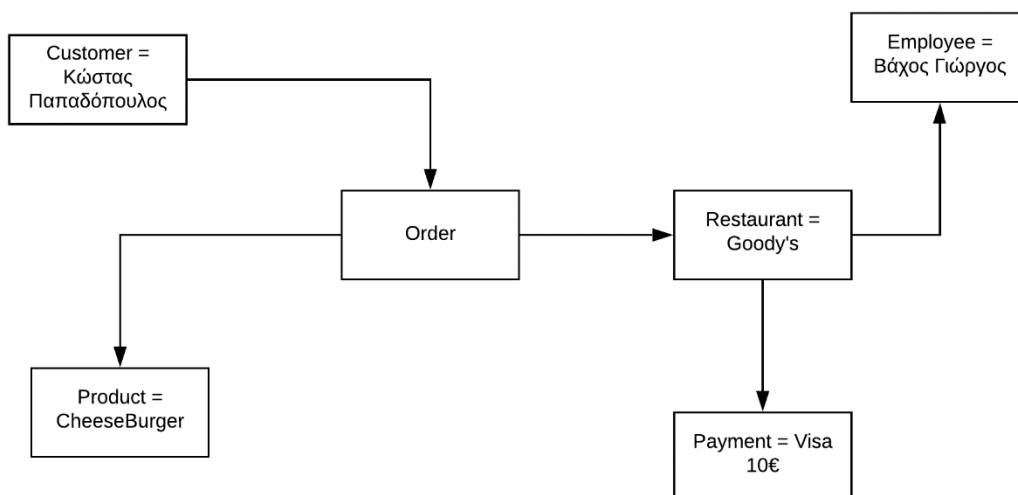 Customer =
Κώστας
Παπαδόπουλος
Employee =
Βάχος Γιώργος
Order
Restaurant =
Goody's
Product =
CheeseBurger
Payment = Visa
10€